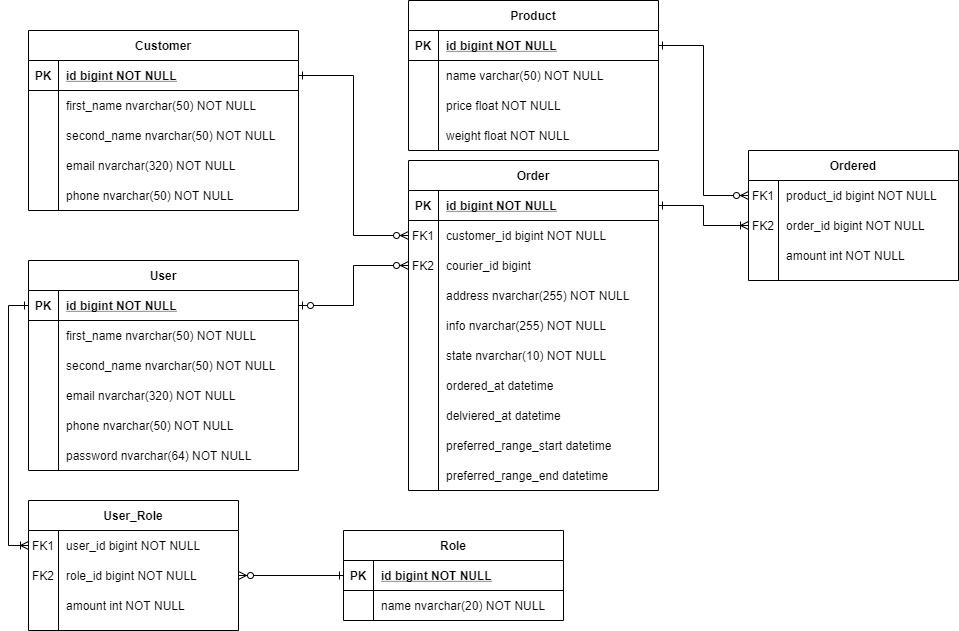 Customer
PK id bigint NOT NULL
first_name nvarchar(50) NOT NULL
second_name nvarchar(50) NOT NULL
email nvarchar(320) NOT NULL
phone nvarchar(50) NOT NULL
Product
PK id bigint NOT NULL
name varchar(50) NOT NULL
price float NOT NULL
weight float NOT NULL
Order
PK id bigint NOT NULL
FK1 customer_id bigint NOT NULL
FK2 courier_id bigint
address nvarchar(255) NOT NULL
info nvarchar(255) NOT NULL
state nvarchar(10) NOT NULL
ordered_at datetime
delviered_at datetime
preferred_range_start datetime
preferred_range_end datetime
Ordered
FK1 product_id bigint NOT NULL
FK2 order_id bigint NOT NULL
amount int NOT NULL
User
PK id bigint NOT NULL
first_name nvarchar(50) NOT NULL
second_name nvarchar(50) NOT NULL
email nvarchar(320) NOT NULL
phone nvarchar(50) NOT NULL
password nvarchar(64) NOT NULL
User_Role
FK1 user_id bigint NOT NULL
FK2 role_id bigint NOT NULL
amount int NOT NULL
Role
PK id bigint NOT NULL
name nvarchar(20) NOT NULL